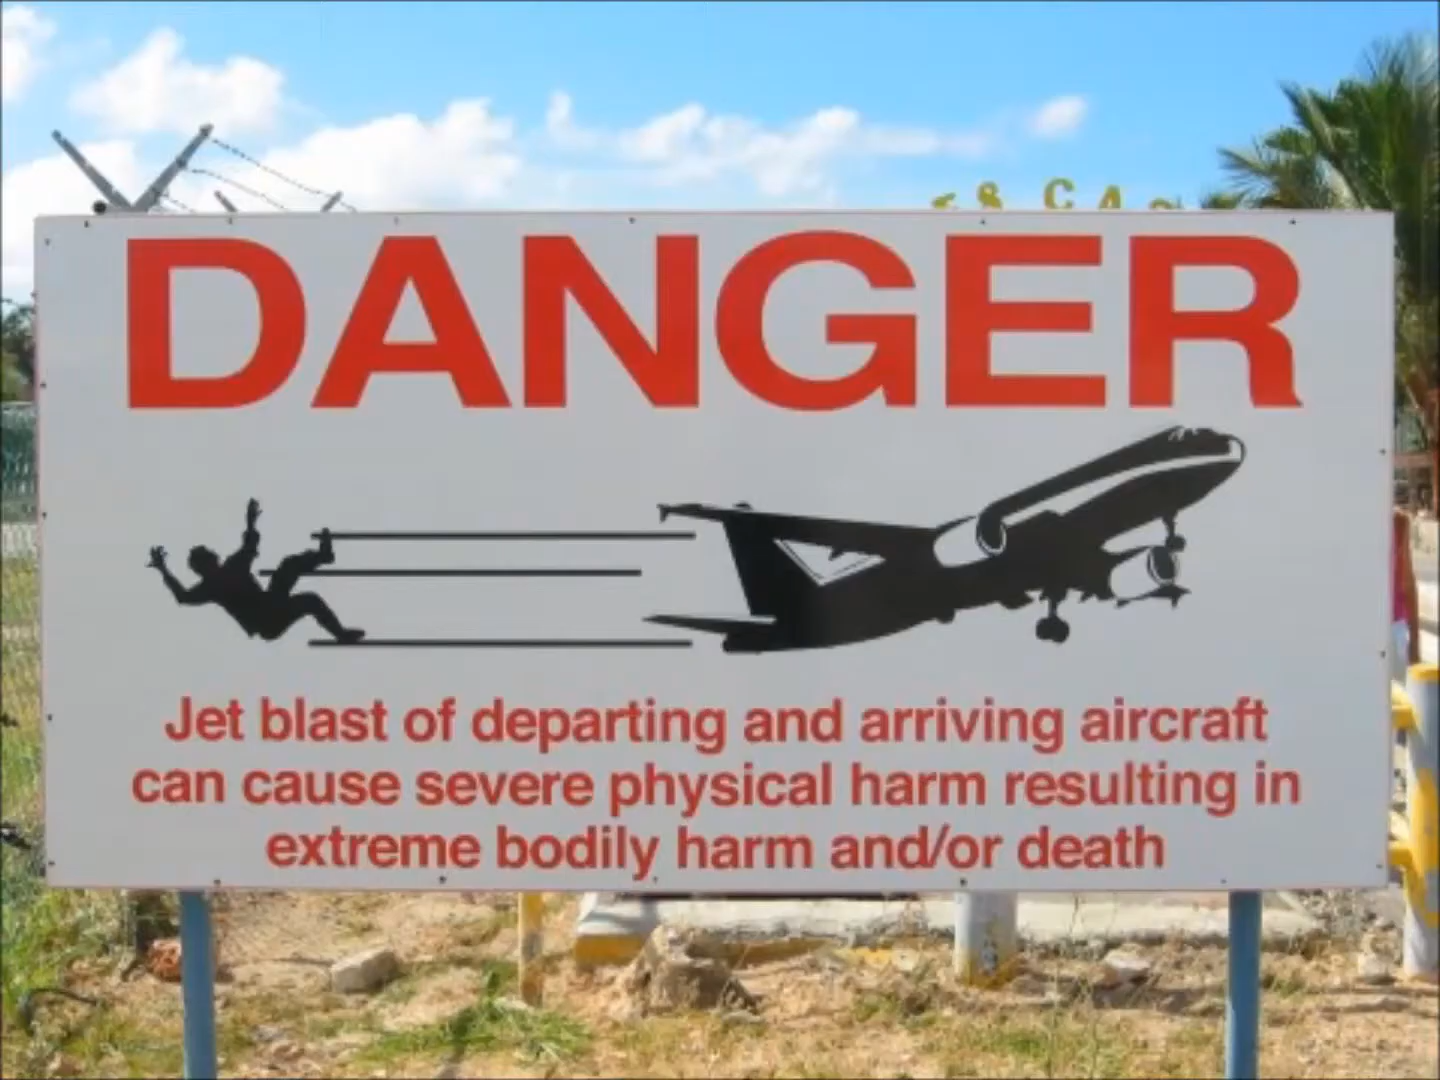 DANGER
Jet blast of departing and arriving aircraft
can cause severe physical harm resulting in
extreme bodily harm and/or death